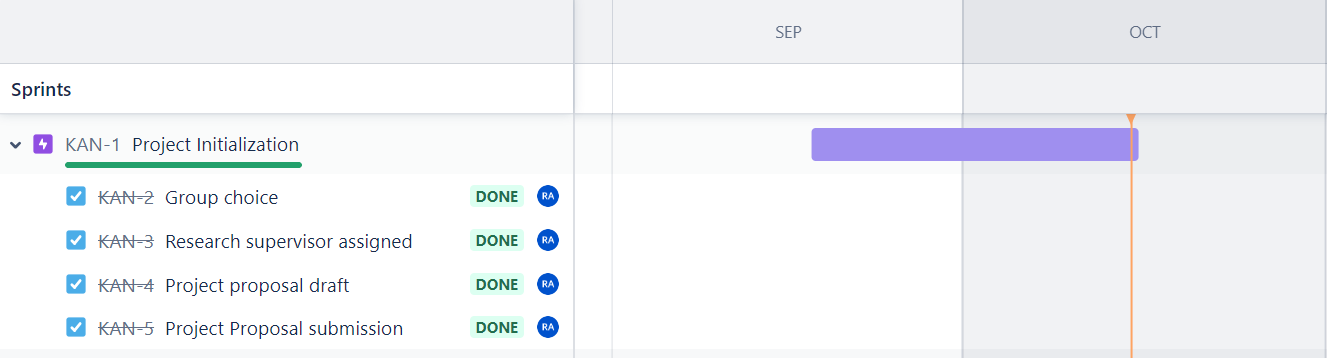 SEP OCT
Sprints
KAN-1 Project Initialization
KAN-2 Group choice DONE RA
KAN-3 Research supervisor assigned DONE RA
KAN-4 Project proposal draft DONE RA
KAN-5 Project Proposal submission DONE RA